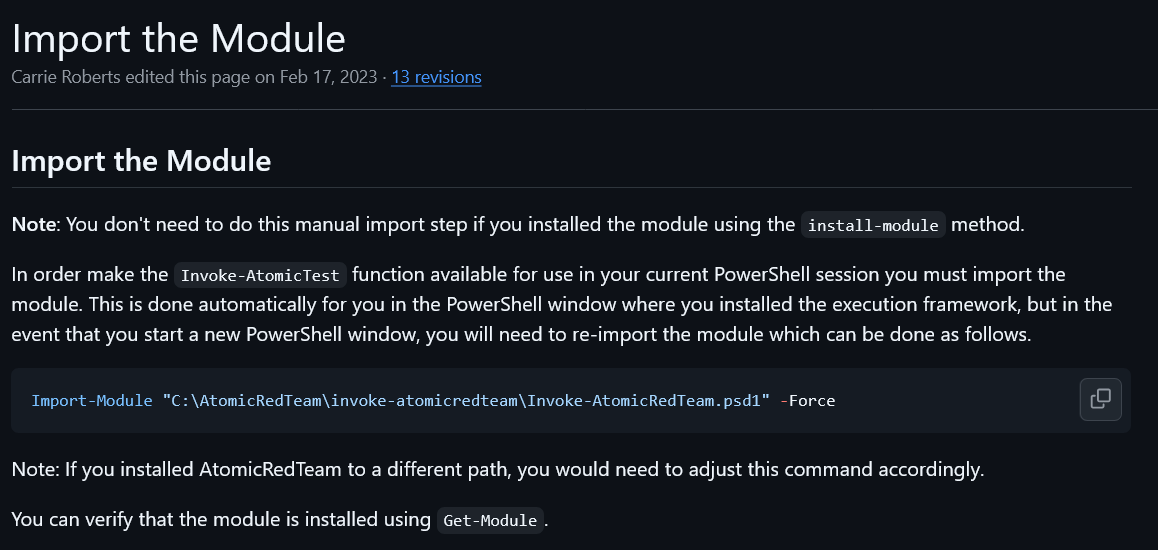 Import the Module
Carrie Roberts edited this page on Feb 17, 2023 · 13 revisions
Import the Module
Note: You don't need to do this manual import step if you installed the module using the install-module method.
In order make the Invoke-AtomicTest function available for use in your current PowerShell session you must import the
module. This is done automatically for you in the PowerShell window where you installed the execution framework, but in the
event that you start a new PowerShell window, you will need to re-import the module which can be done as follows.
Import-Module "C:\AtomicRedTeam\invoke-atomicredteam\Invoke-AtomicRedTeam.psd1" -Force
Note: If you installed AtomicRedTeam to a different path, you would need to adjust this command accordingly.
You can verify that the module is installed using Get-Module.